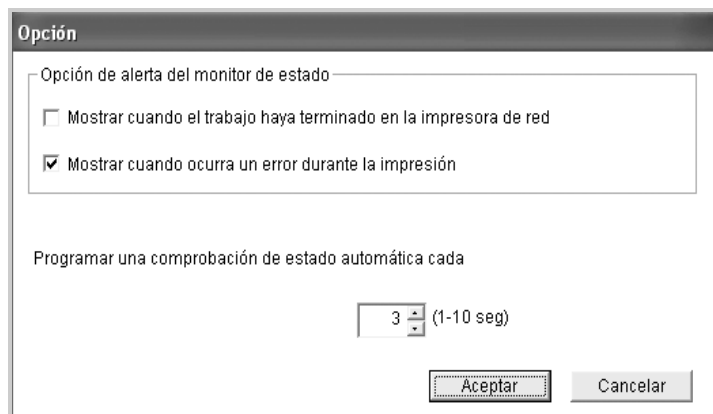 Opción
Opción de alerta del monitor de estado
Mostrar cuando el trabajo haya terminado en la impresora de red
Mostrar cuando ocurra un error durante la impresión
Programar una comprobación de estado automática cada
3 (1-10 seg)
Aceptar Cancelar